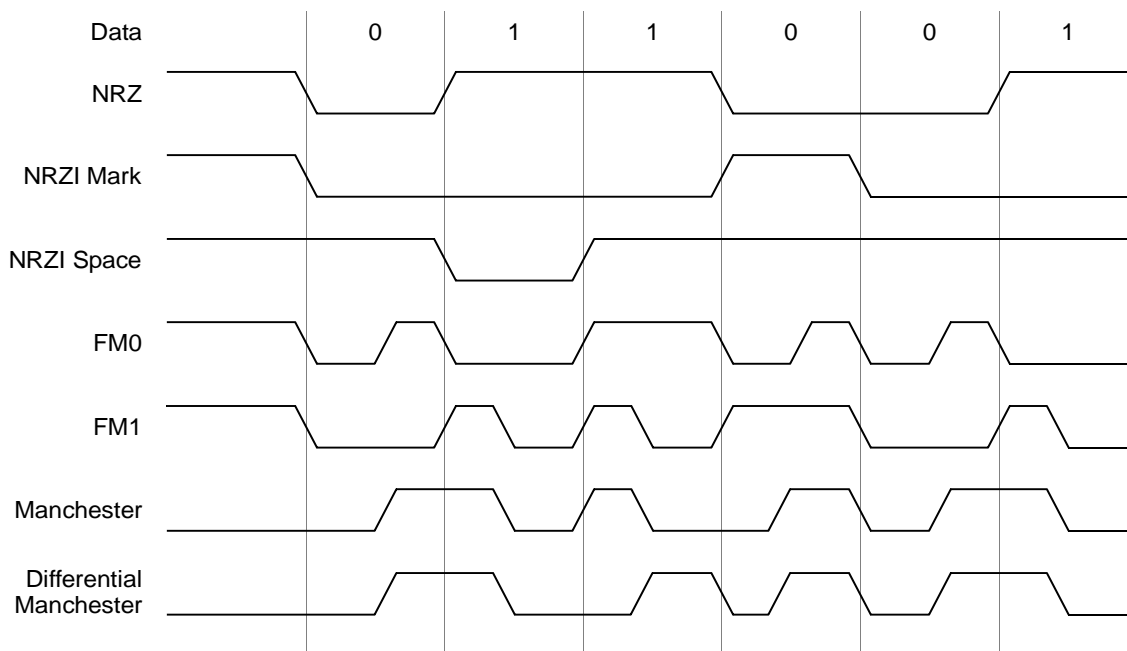 Data 0 1 1 0 0 1
NRZ
NRZI Mark
NRZI Space
FM0
FM1
Manchester
Differential
Manchester